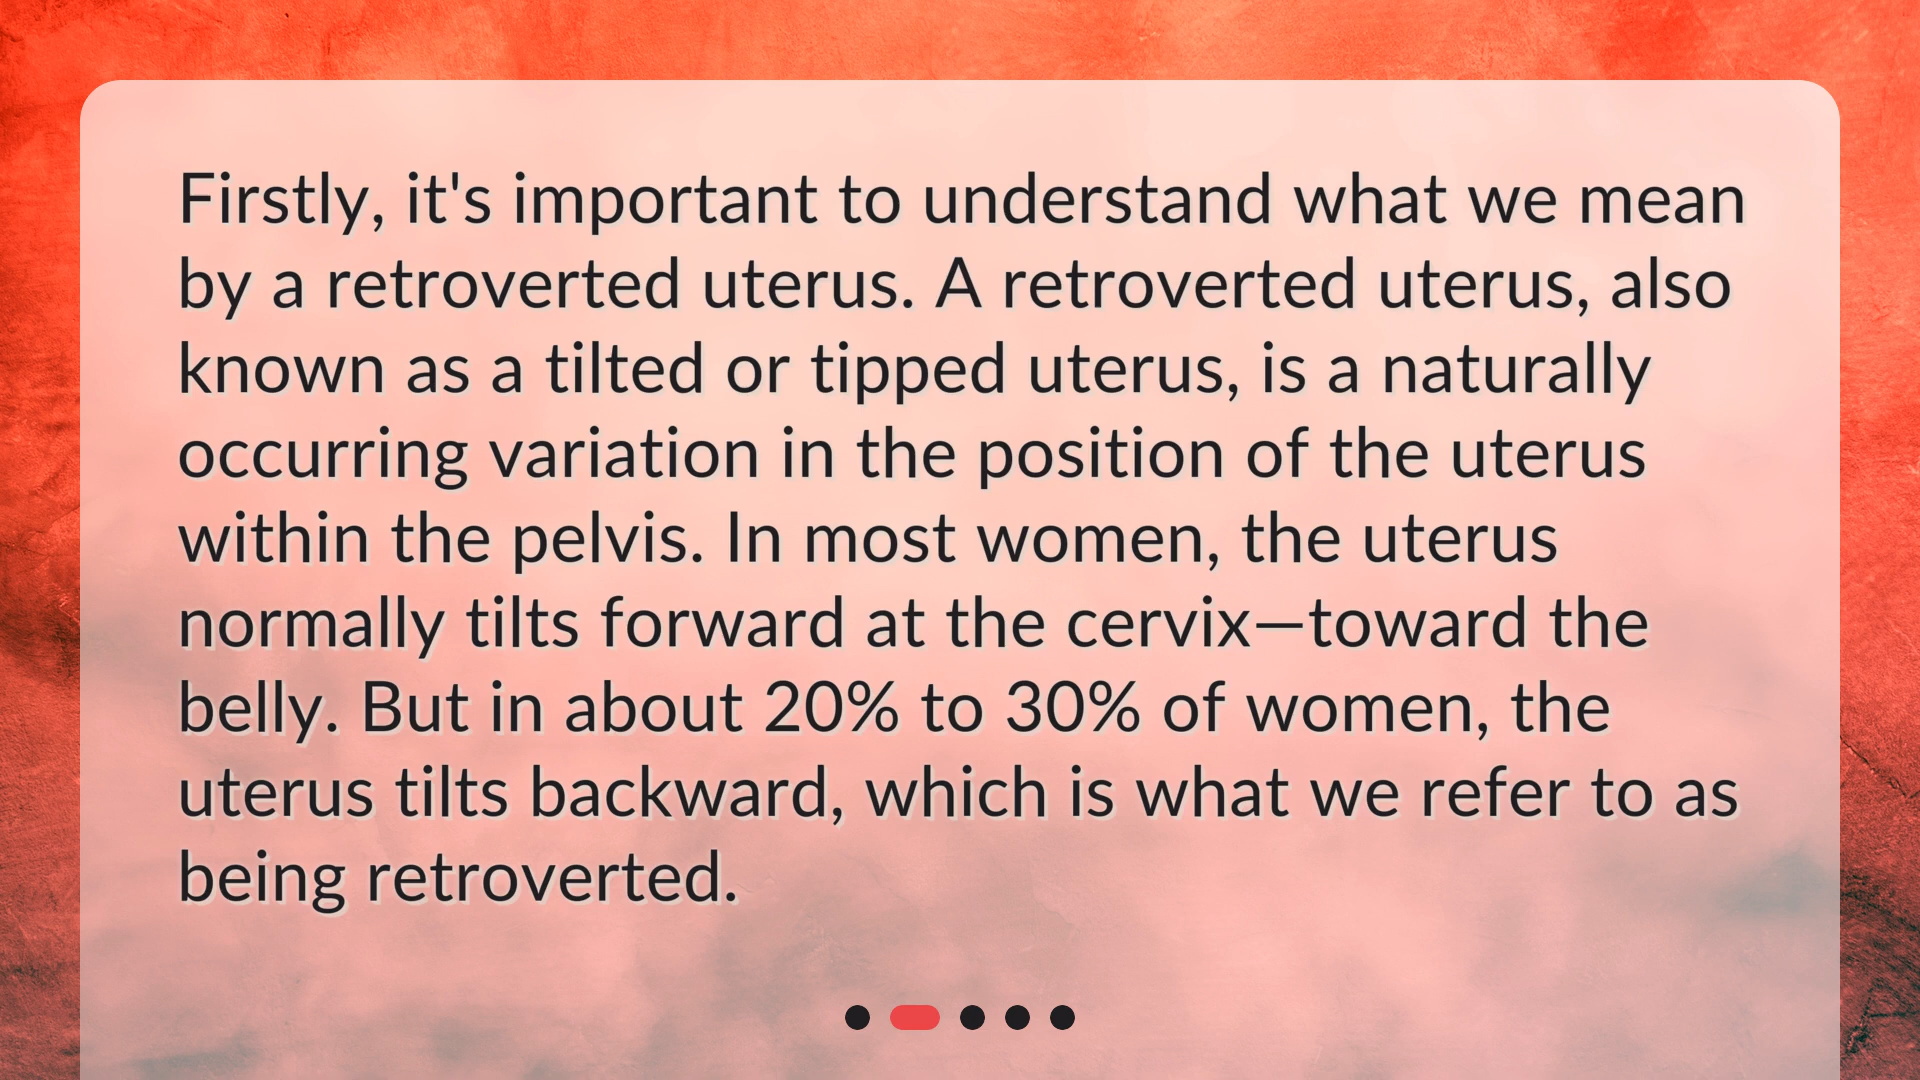 Firstly, it's important to understand what we mean
by a retroverted uterus. A retroverted uterus, also
known as a tilted or tipped uterus, is a naturally
occurring variation in the position of the uterus
within the pelvis. In most women, the uterus
normally tilts forward at the cervix—toward the
belly. But in about 20% to 30% of women, the
uterus tilts backward, which is what we refer to as
being retroverted.